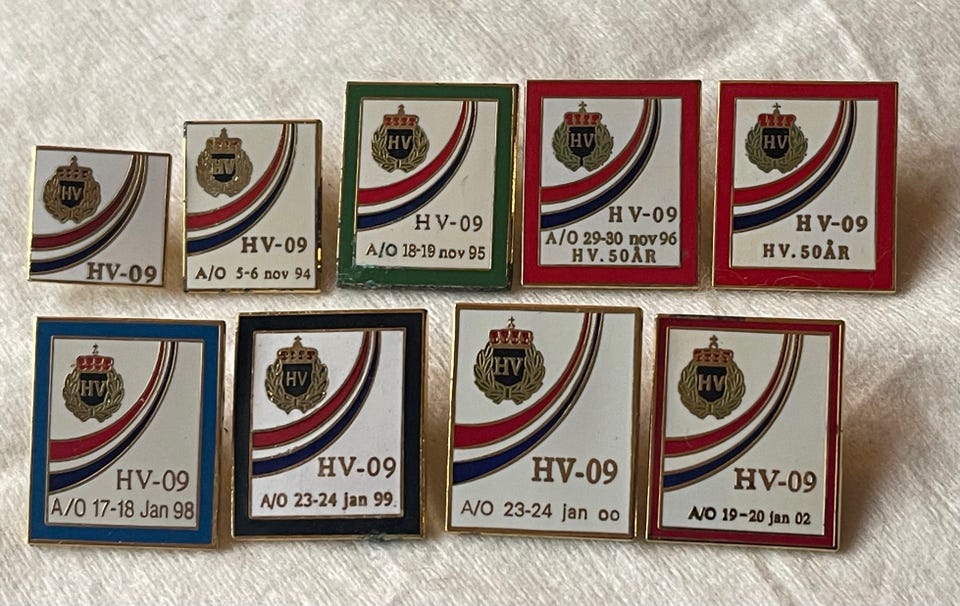 HV
HV-09
HV
HV-09
A/O 5-6 nov 94
HV
HV-09
A/O 18-19 nov 95
HV
HV-09
A/O 29-30 nov 96
HV.50ÅR
HV
HV-09
HV.50ÅR
HV
HV-09
A/O 17-18 Jan 98
HV
HV-09
A/O 23-24 jan 99.
HV
HV-09
A/O 23-24 jan 00
HV
HV-09
A/O 19-20 jan 02